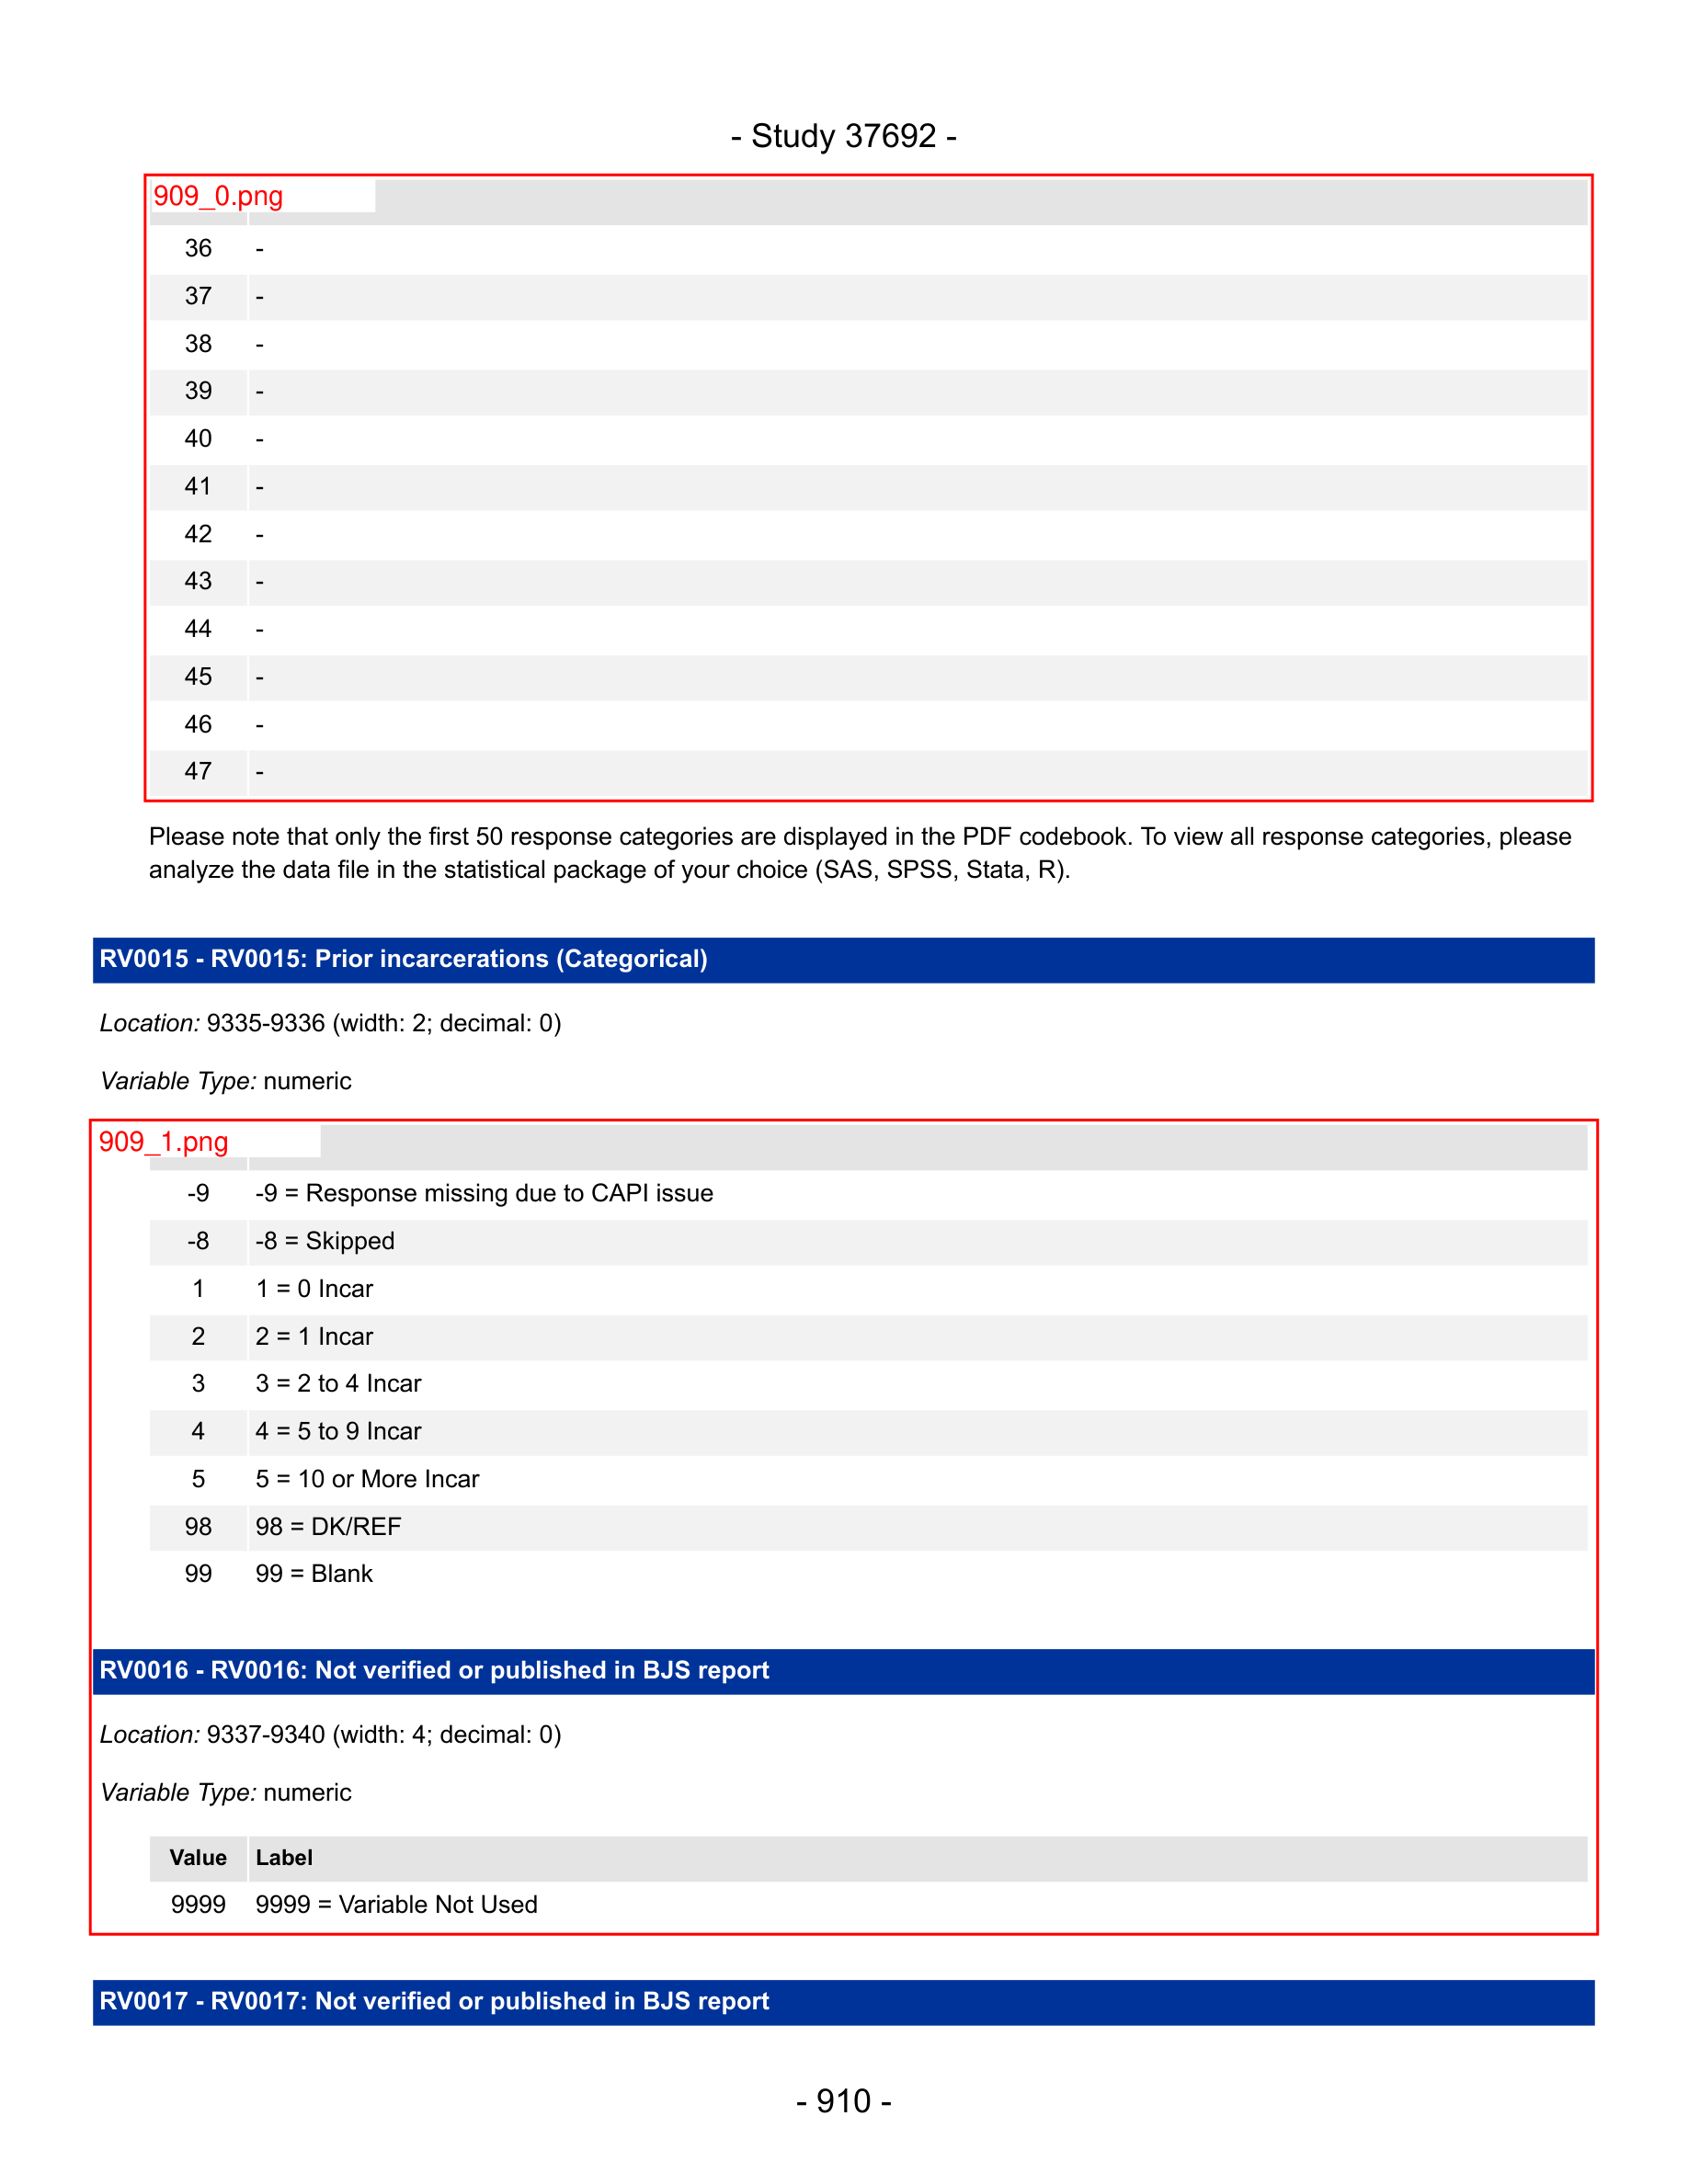 - Study 37692 -
909_0.png
36 -
37 -
38 -
39 -
40 -
41 -
42 -
43 -
44 -
45 -
46 -
47 -
Please note that only the first 50 response categories are displayed in the PDF codebook. To view all response categories, please
analyze the data file in the statistical package of your choice (SAS, SPSS, Stata, R).
RV0015 - RV0015: Prior incarcerations (Categorical)
Location: 9335-9336 (width: 2; decimal: 0)
Variable Type: numeric
909_1.png
-9 -9 = Response missing due to CAPI issue
-8 -8 = Skipped
1 1 = 0 Incar
2 2 = 1 Incar
3 3 = 2 to 4 Incar
4 4 = 5 to 9 Incar
5 5 = 10 or More Incar
98 98 = DK/REF
99 99 = Blank
RV0016 - RV0016: Not verified or published in BJS report
Location: 9337-9340 (width: 4; decimal: 0)
Variable Type: numeric
Value Label
9999 9999 = Variable Not Used
RV0017 - RV0017: Not verified or published in BJS report
- 910 -